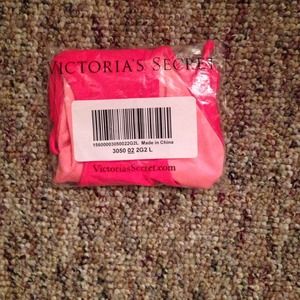 VICTORIA'S SECRET
15600003050022G2L Made in China
3050 02 2G2 L
VictoriasSecret.com